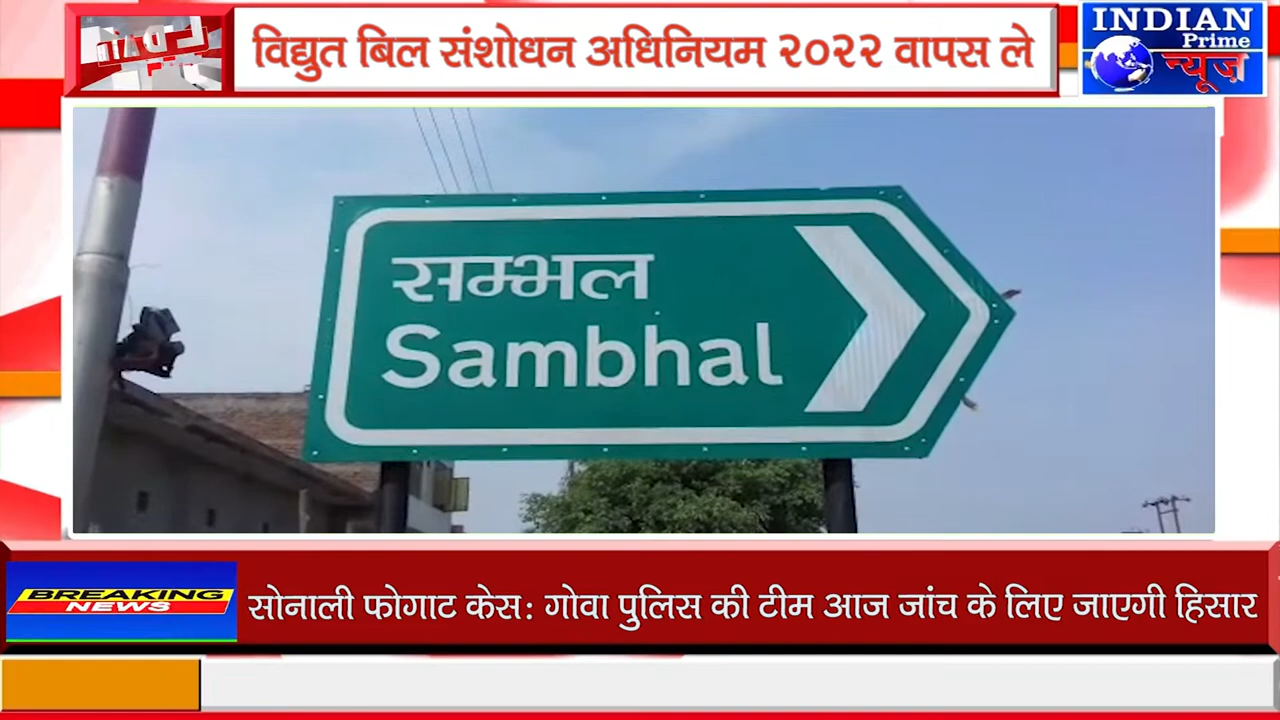 विद्युत बिल संशोधन अधिनियम २०२२ वापस ले
INDIAN
Prime
न्यूज़
सम्भल
Sambhal
BREAKING
NEWS
सोनाली फोगाट केस: गोवा पुलिस की टीम आज जांच के लिए जाएगी हिसार